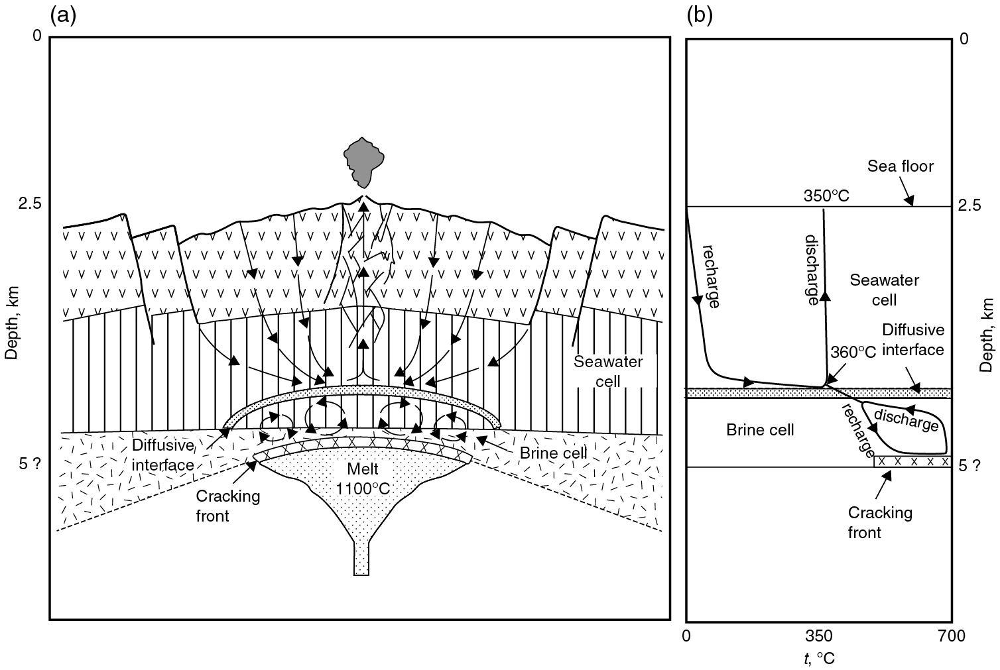 (a)
0
2.5
5 ?
Depth, km
Seawater
cell
Diffusive
interface
Brine cell
Melt
1100°C
Cracking
front
(b)
0
Sea floor
350°C
2.5
recharge
discharge
Seawater
cell
Diffusive
interface
360°C
Depth, km
Brine cell
recharge
discharge
5 ?
Cracking
front
0
350
700
t, °C